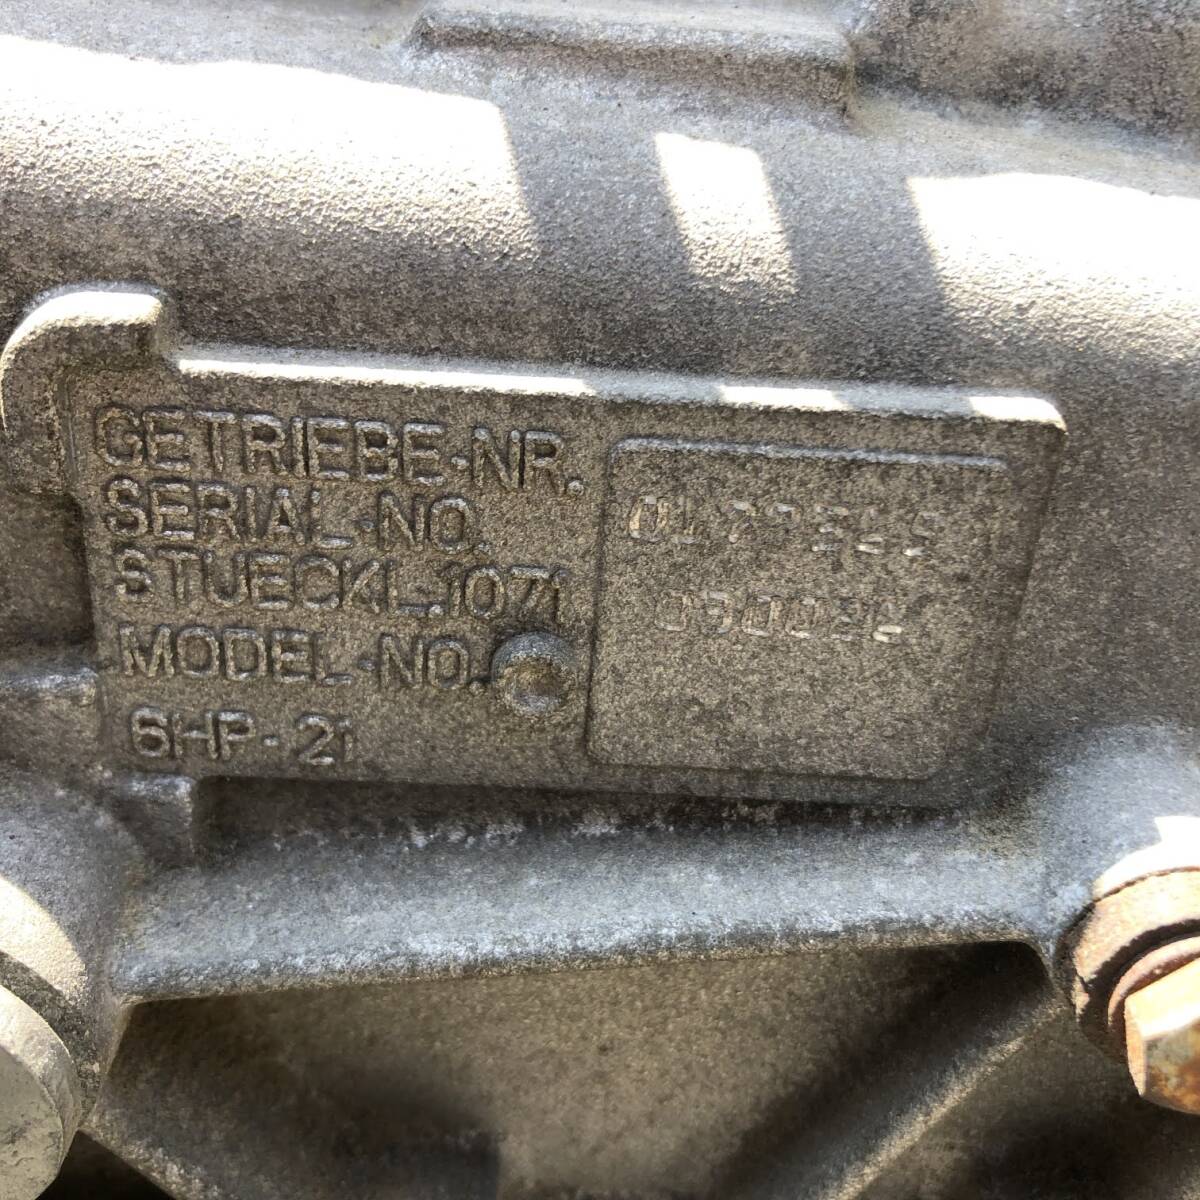 GETRIEBE-NR.
SERIAL-NO.
STUECKL.1071
MODEL-NO.
6HP-21